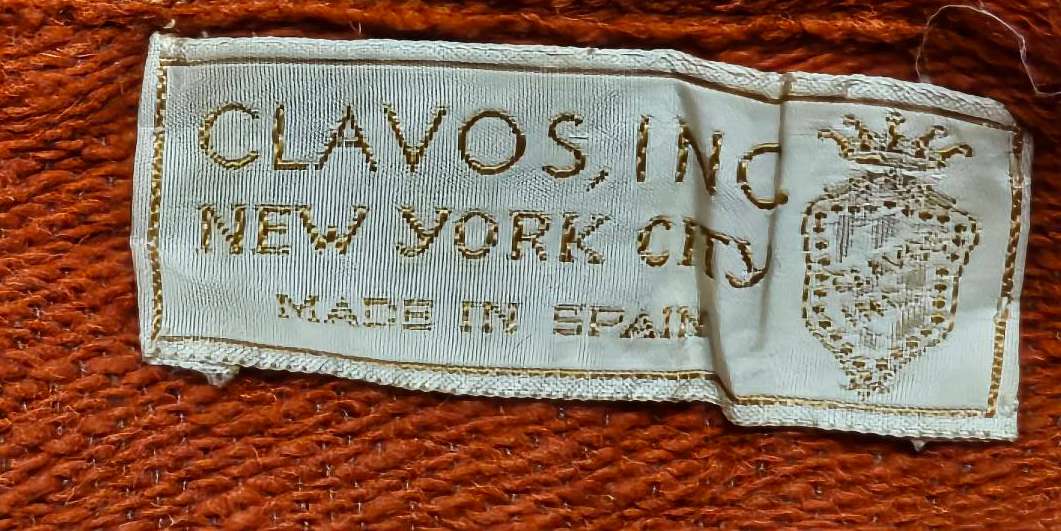 CLAVOS, INC
NEW YORK CITY
MADE IN SPAIN